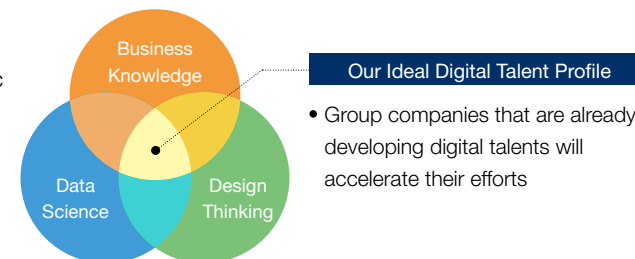 Business
Knowledge
c
Our Ideal Digital Talent Profile
• Group companies that are already
developing digital talents will
accelerate their efforts
Data
Science
Design
Thinking